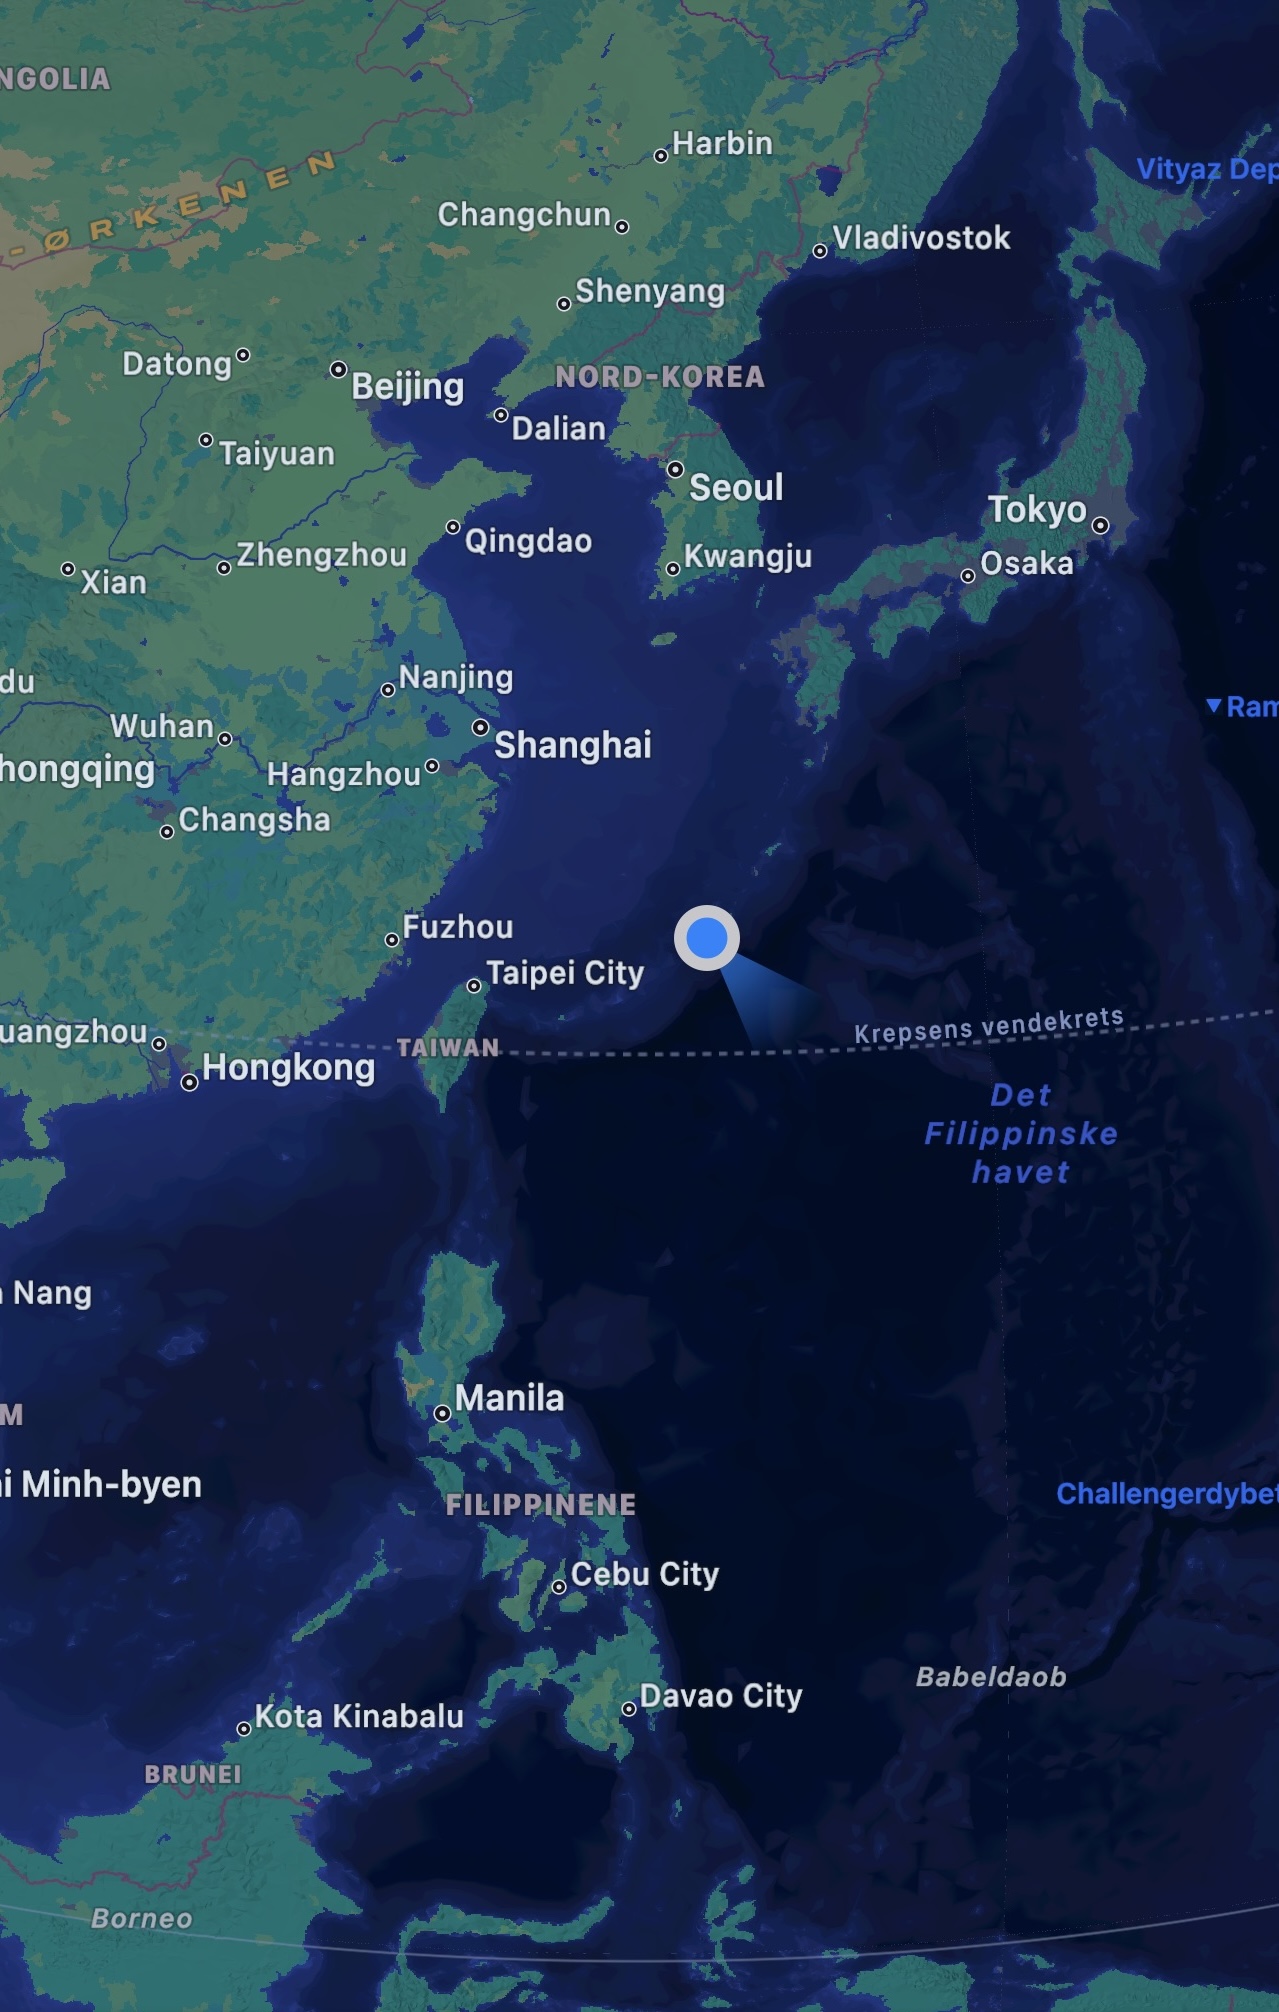 NGOLIA
Harbin
-ØRKENEN
Vityaz Dep
Changchun
Vladivostok
Shenyang
Datong
NORD-KOREA
Beijing
Dalian
Taiyuan
Seoul
Tokyo
Qingdao
Zhengzhou
Kwangju
Osaka
Xian
Nanjing
du
Ram
Wuhan
Shanghai
hongqing
Hangzhou
Changsha
Fuzhou
Taipei City
Krepsens vendekrets
uangzhou
TAIWAN
Hongkong
Det
Filippinske
havet
Nang
Manila
M
i Minh-byen
Challengerdybet
FILIPPINENE
Cebu City
Babeldaob
Davao City
Kota Kinabalu
BRUNEI
Borneo